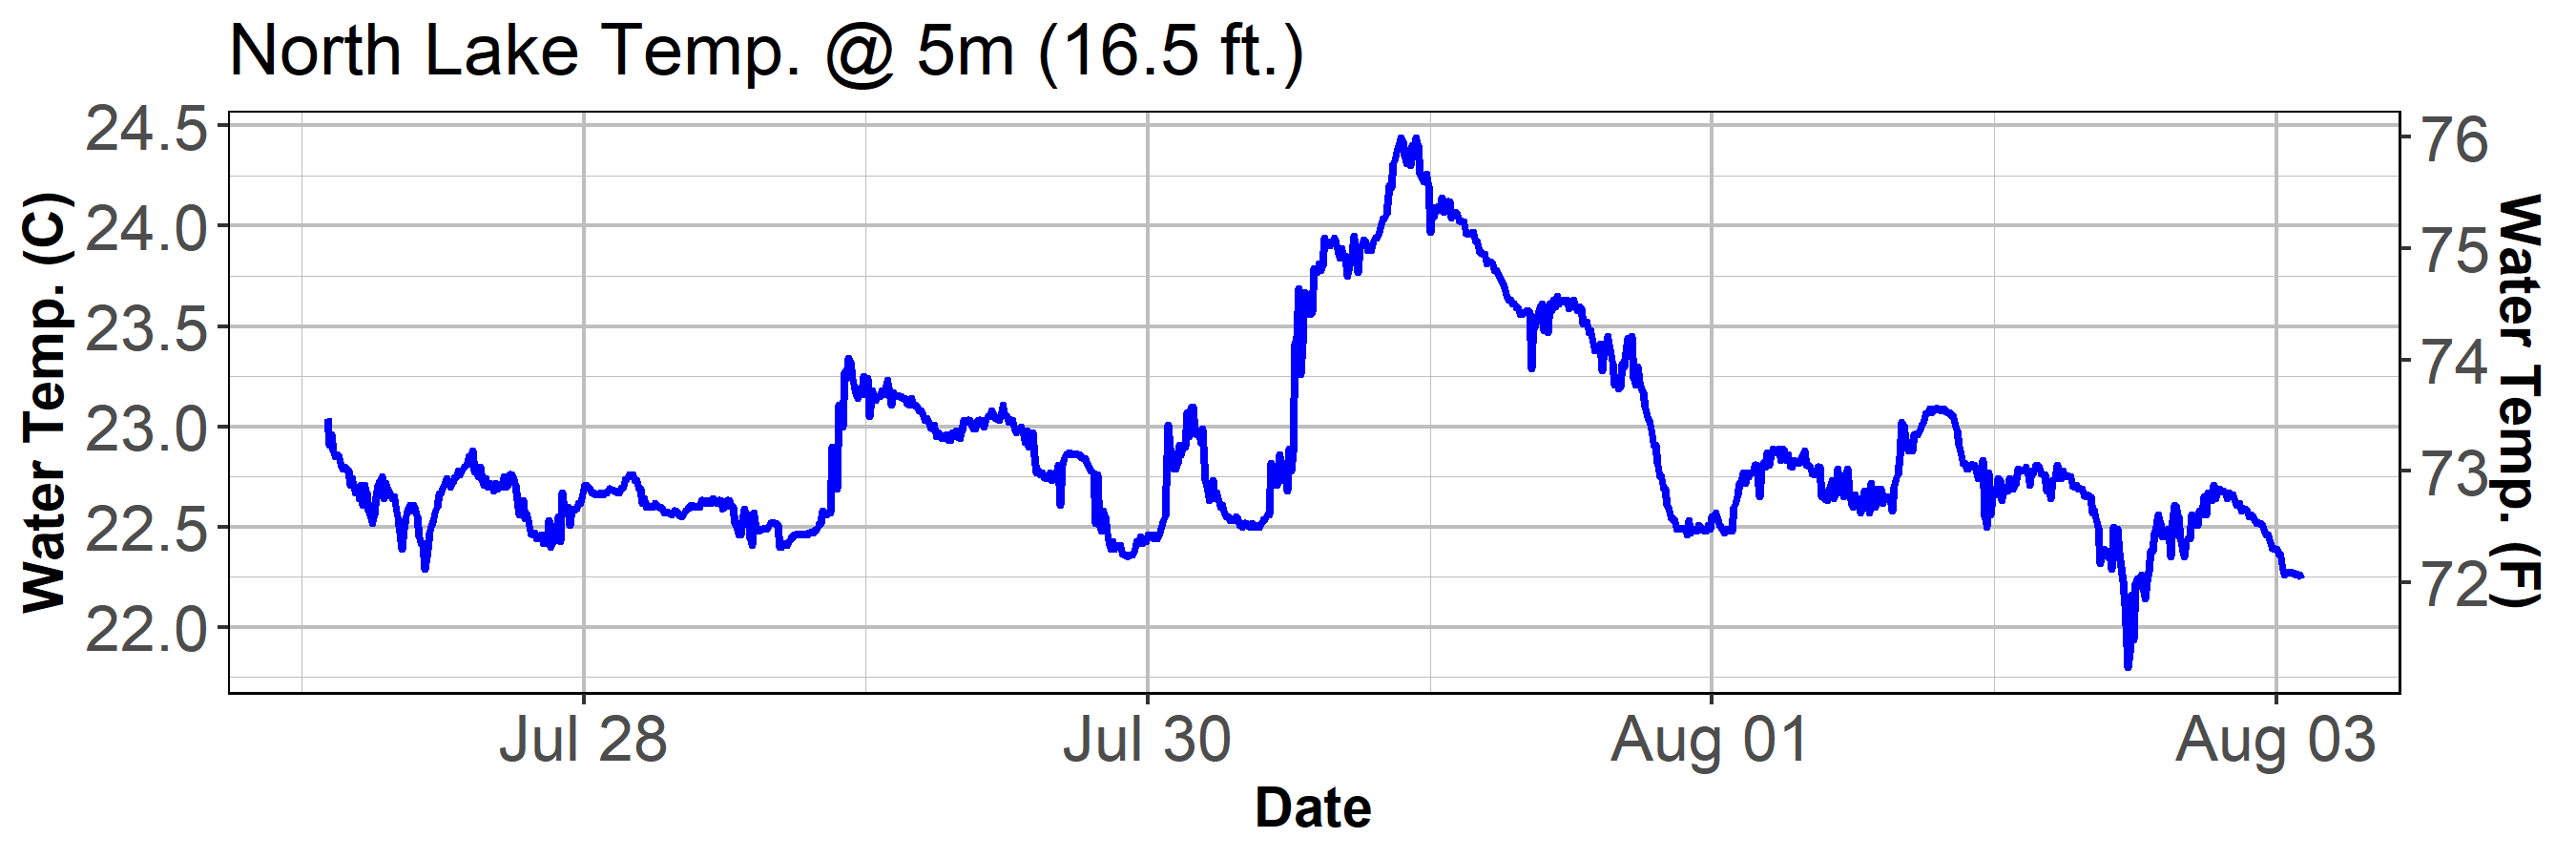 North Lake Temp. @ 5m (16.5 ft.)
Water Temp. (C)
24.5
24.0
23.5
23.0
22.5
22.0
76
75
74
73
72
Water Temp. (F)
Jul 28
Jul 30
Aug 01
Aug 03
Date